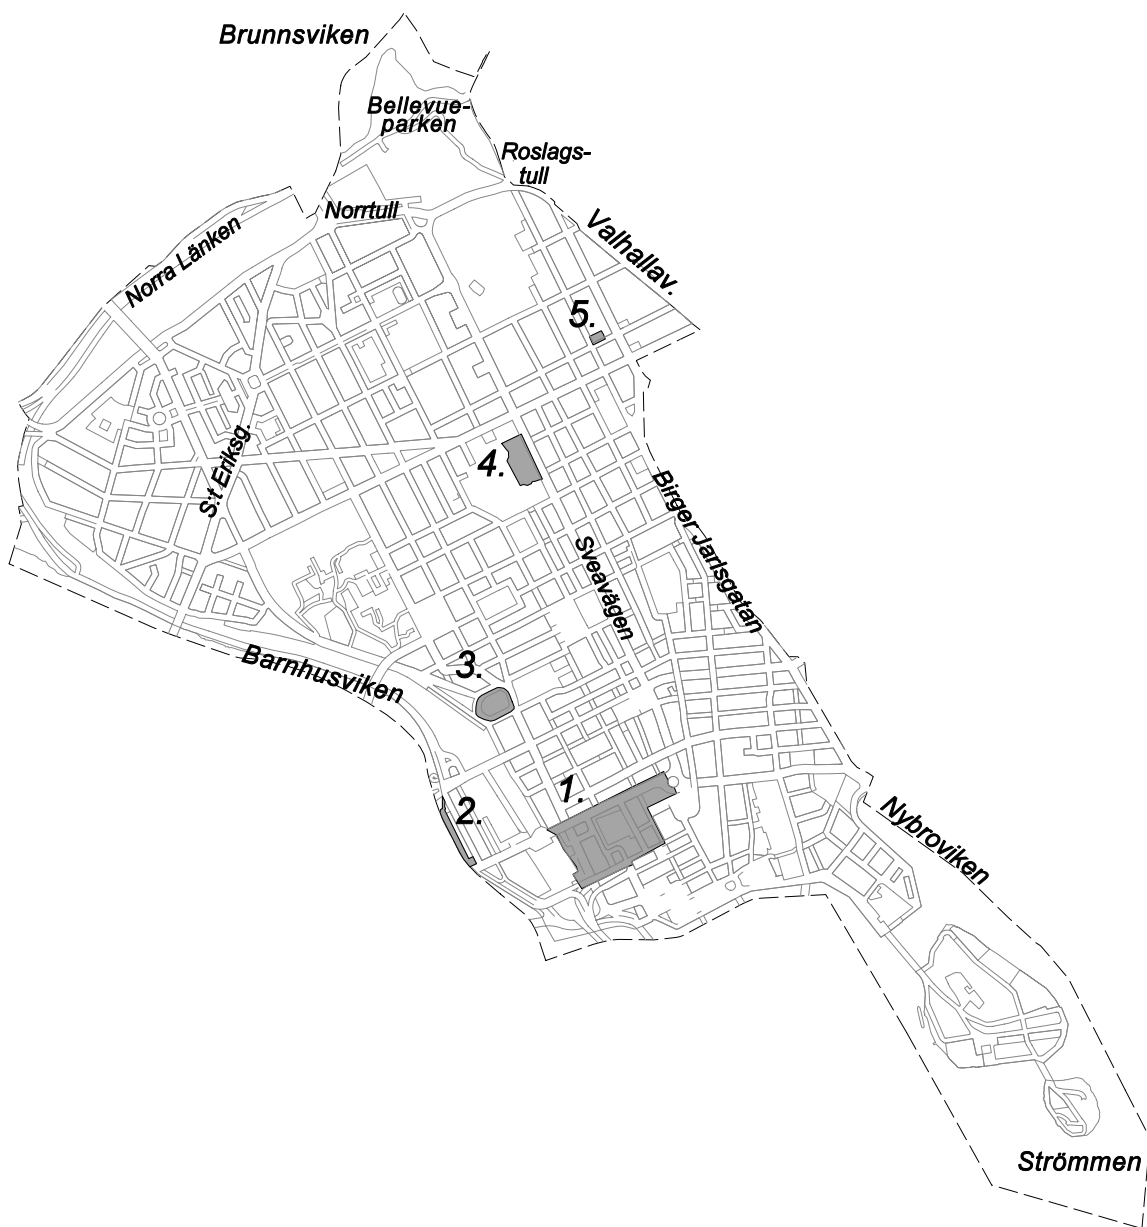 Brunnsviken
Bellevue-
parken
Roslags-
tull
Norrtull
Valhallav.
Norra Länken
5.
S:t Eriksg.
4.
Birger Jarlsgatan
Sveavägen
3.
Barnhusviken
1.
2.
Nybroviken
Strömmen